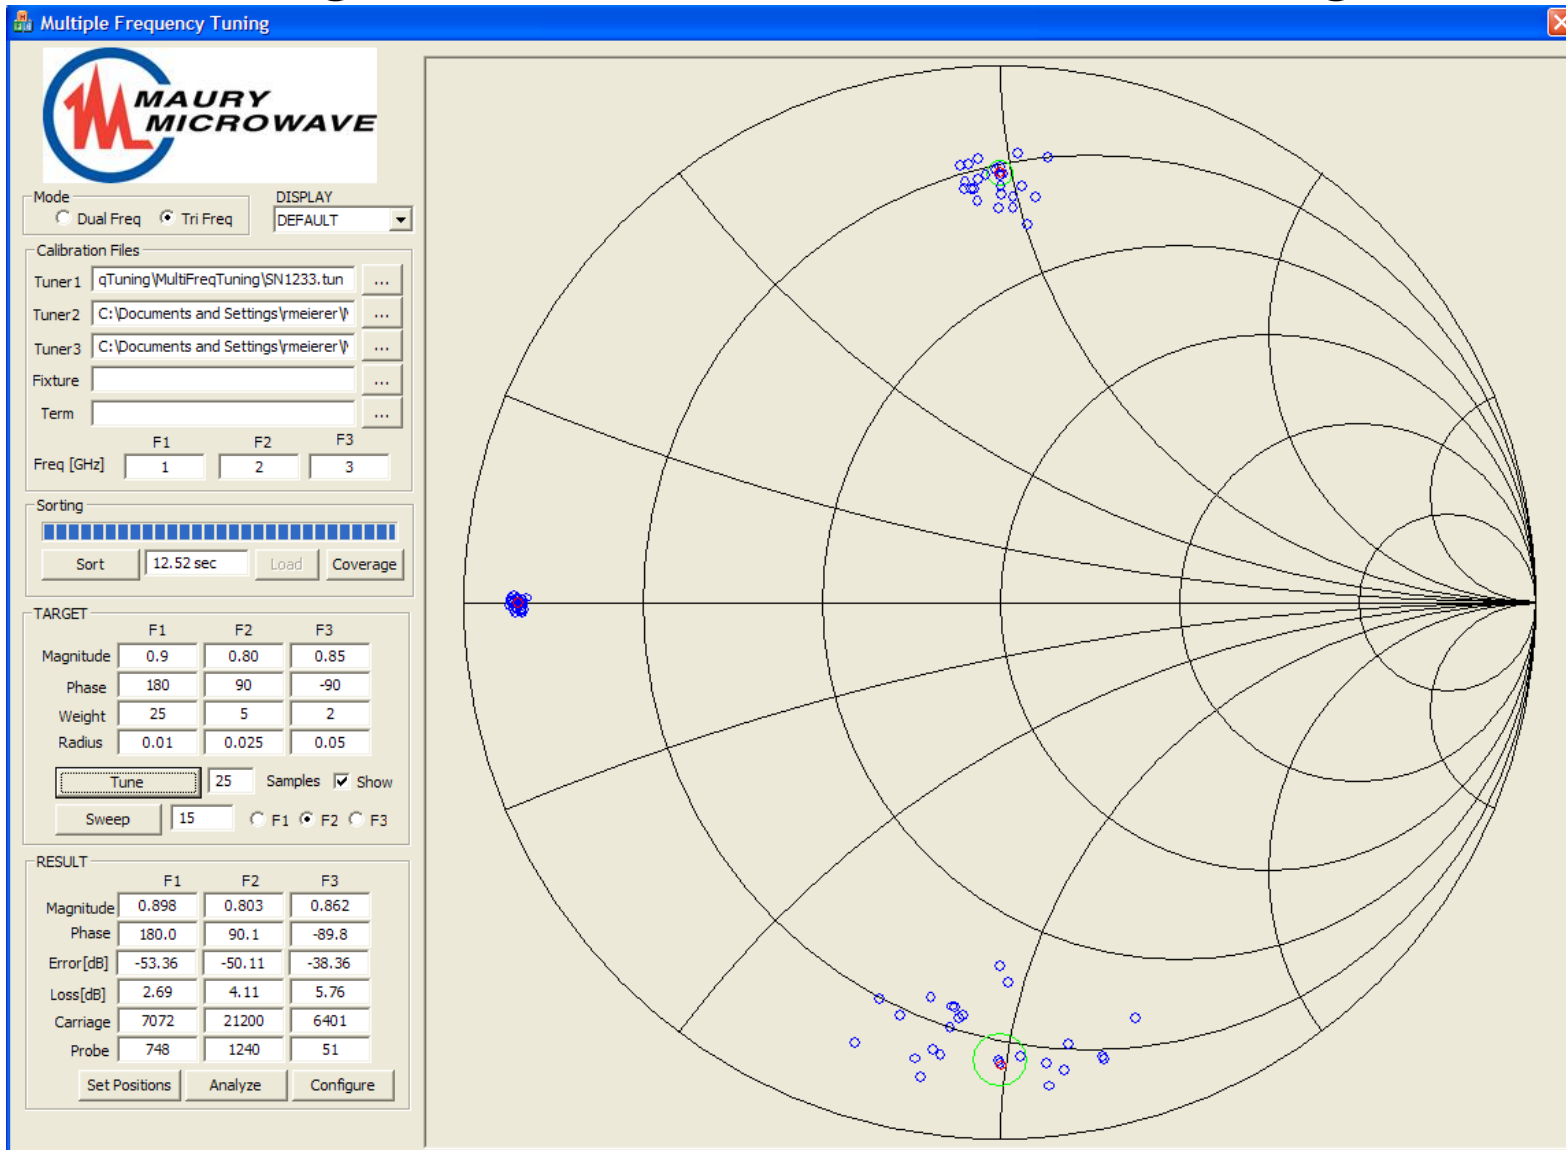 Multiple Frequency Tuning
MAURY
MICROWAVE
Mode
Dual Freq Tri Freq
DISPLAY
DEFAULT
Calibration Files
Tuner1 qTuning\MultiFreqTuning\SN1233.tun ...
Tuner2 C:\Documents and Settings\rmeierer\ ...
Tuner3 C:\Documents and Settings\rmeierer\ ...
Fixture ...
Term ...
F1 F2 F3
Freq [GHz] 1 2 3
Sorting
Sort 12.52 sec Load Coverage
TARGET
F1 F2 F3
Magnitude 0.9 0.80 0.85
Phase 180 90 -90
Weight 25 5 2
Radius 0.01 0.025 0.05
Tune 25 Samples Show
Sweep 15 F1 F2 F3
RESULT
F1 F2 F3
Magnitude 0.898 0.803 0.862
Phase 180.0 90.1 -89.8
Error[dB] -53.36 -50.11 -38.36
Loss[dB] 2.69 4.11 5.76
Carriage 7072 21200 6401
Probe 748 1240 51
Set Positions Analyze Configure